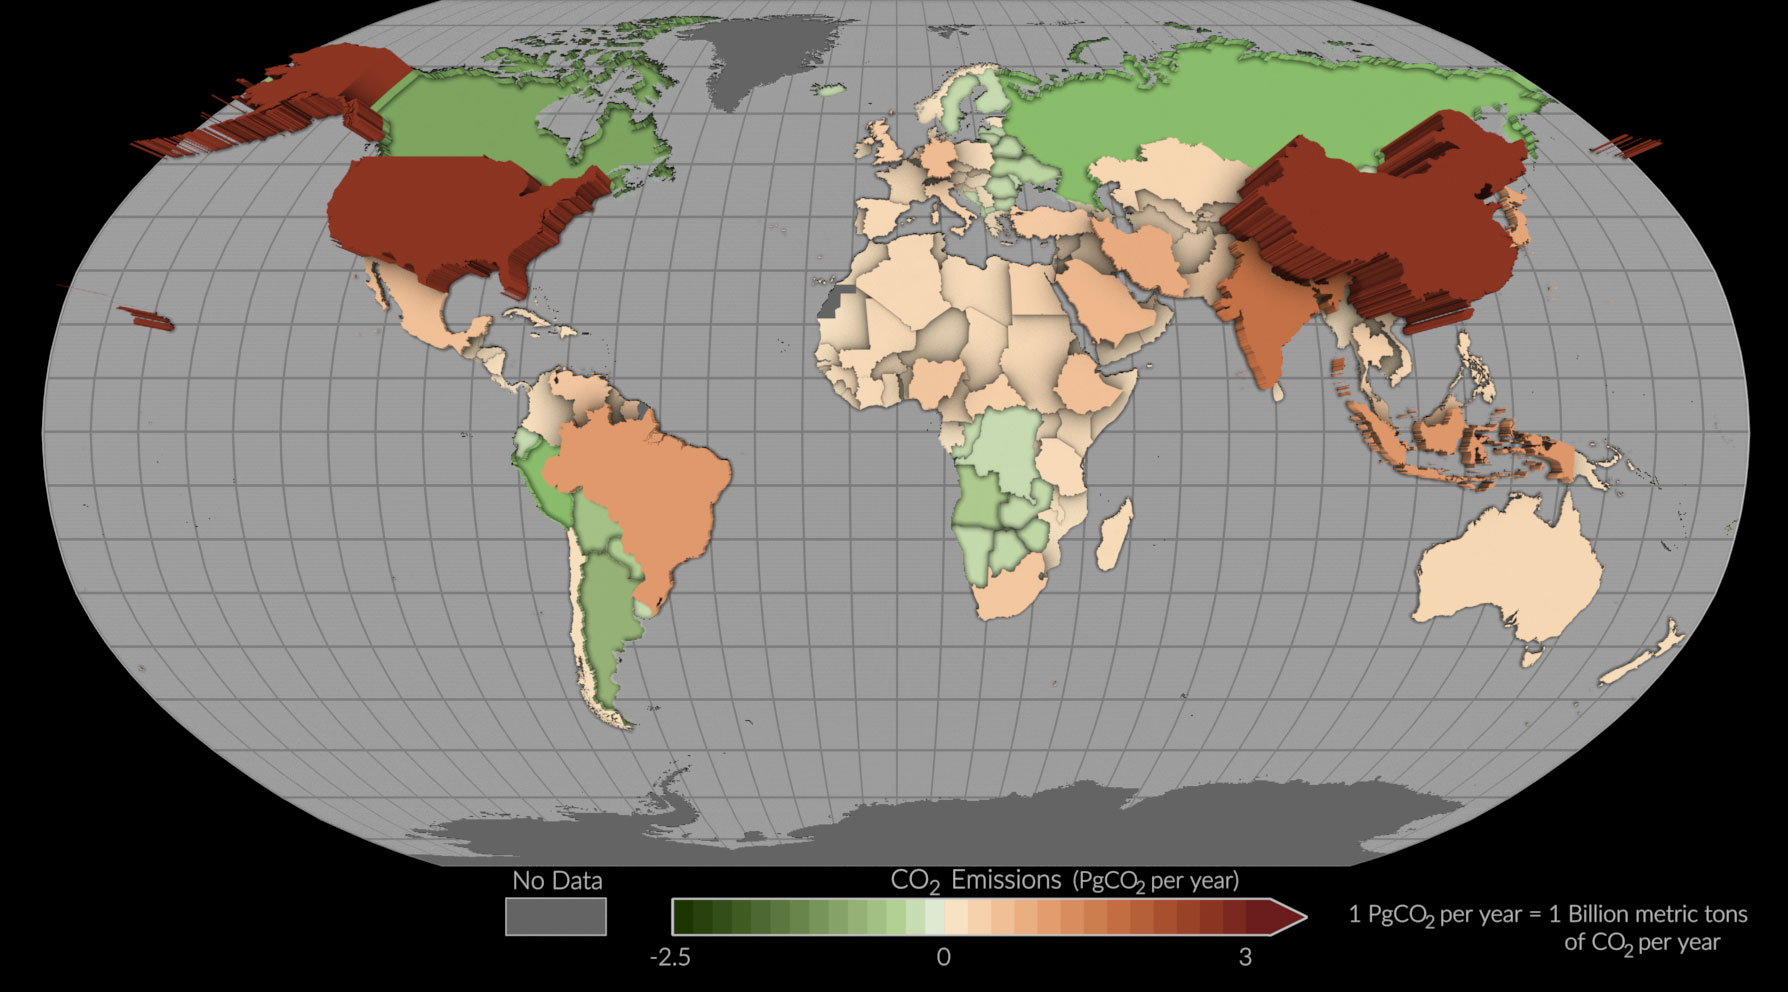 No Data
CO₂ Emissions (PgCO₂ per year)
-2.5 0 3
1 PgCO₂ per year = 1 Billion metric tons
of CO₂ per year